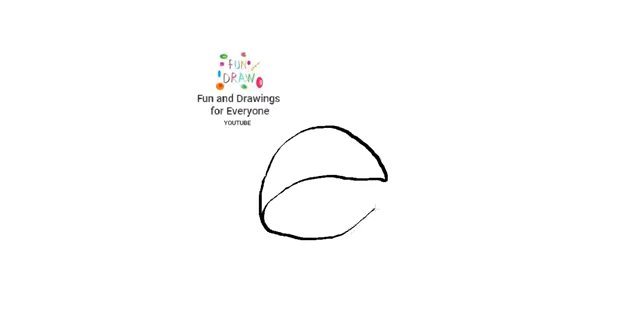 FUN
DRAW
Fun and Drawings
for Everyone
YOUTUBE